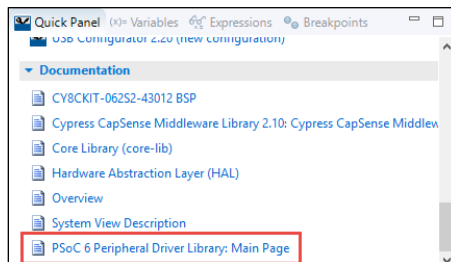 Quick Panel (x)= Variables Expressions Breakpoints
USB Configurator 2.20 (new configuration)
Documentation
CY8CKIT-062S2-43012 BSP
Cypress CapSense Middleware Library 2.10: Cypress CapSense Middlew
Core Library (core-lib)
Hardware Abstraction Layer (HAL)
Overview
System View Description
PSoC 6 Peripheral Driver Library: Main Page